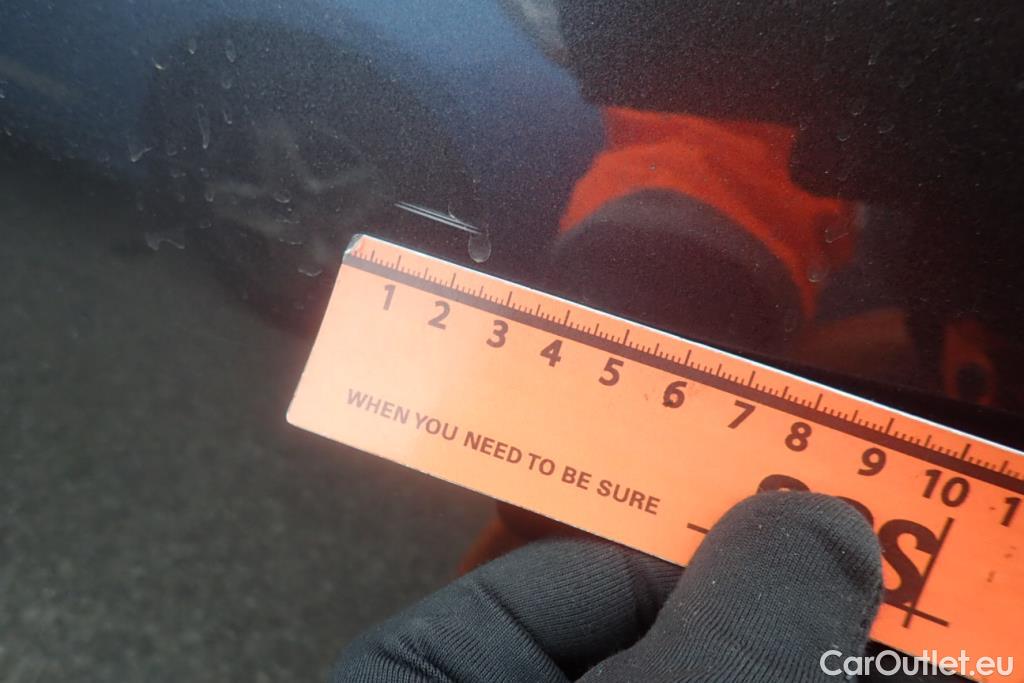 1 2 3 4 5 6 7 8 9 10
WHEN YOU NEED TO BE SURE
CarOutlet.eu